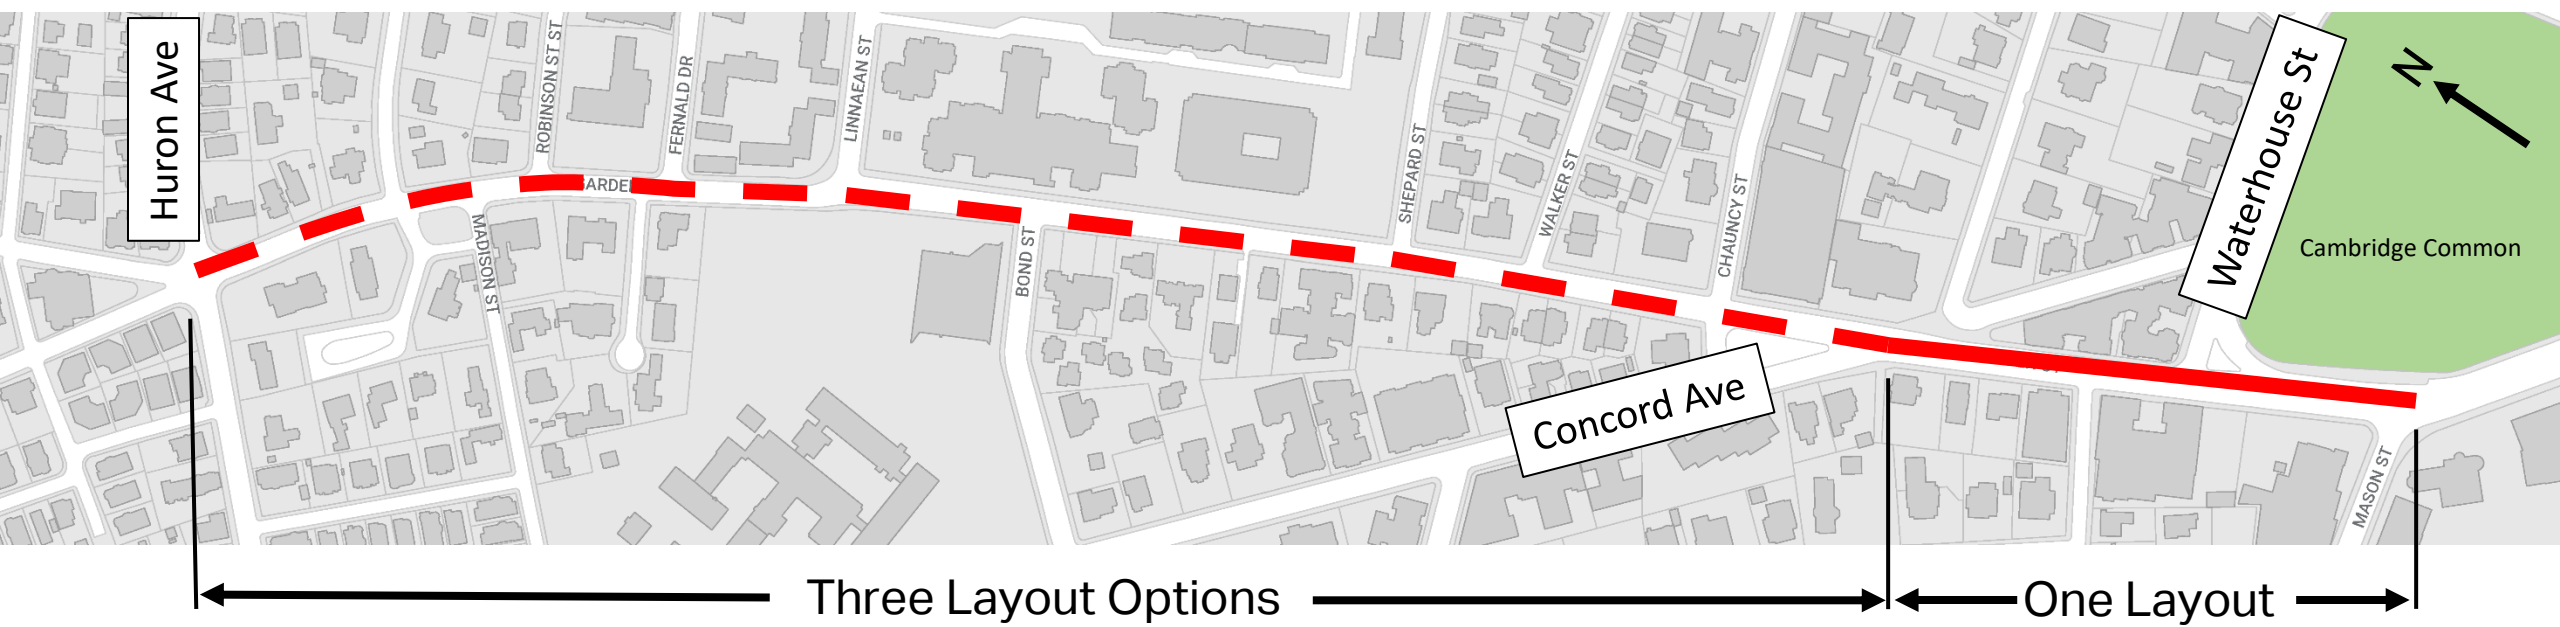 Huron Ave
ROBINSON ST ST
FERNALD DR
LINNAEAN ST
SHEPARD ST
WALKER ST
CHAUNCY ST
Waterhouse St
N
Cambridge Common
MADISON ST
BOND ST
Concord Ave
MASON ST
Three Layout Options
One Layout